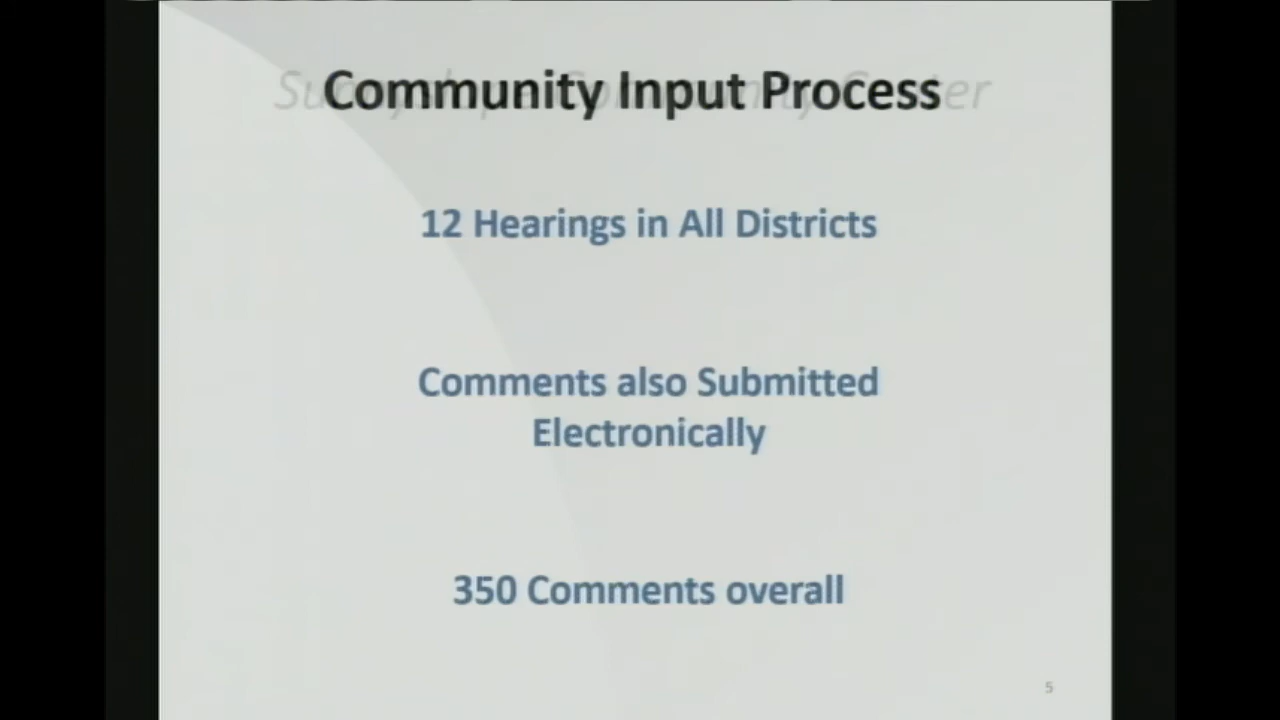 Community Input Process
12 Hearings in All Districts
Comments also Submitted
Electronically
350 Comments overall
5